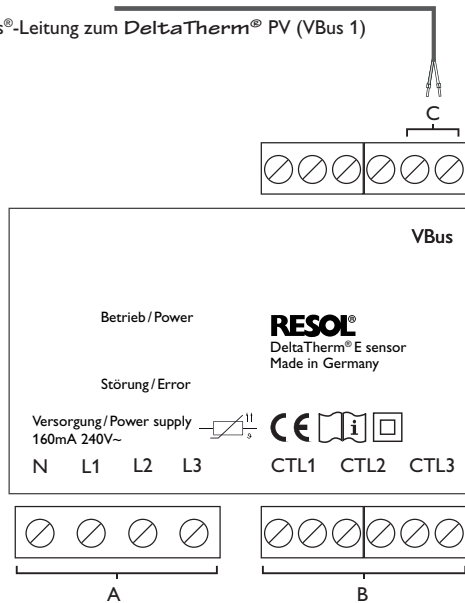 s®-Leitung zum DeltaTherm® PV (VBus 1)
C
VBus
Betrieb / Power
RESOL®
DeltaTherm® E sensor
Made in Germany
Störung / Error
Versorgung / Power supply
160mA 240V~
CE i
N L1 L2 L3 CTL1 CTL2 CTL3
A B